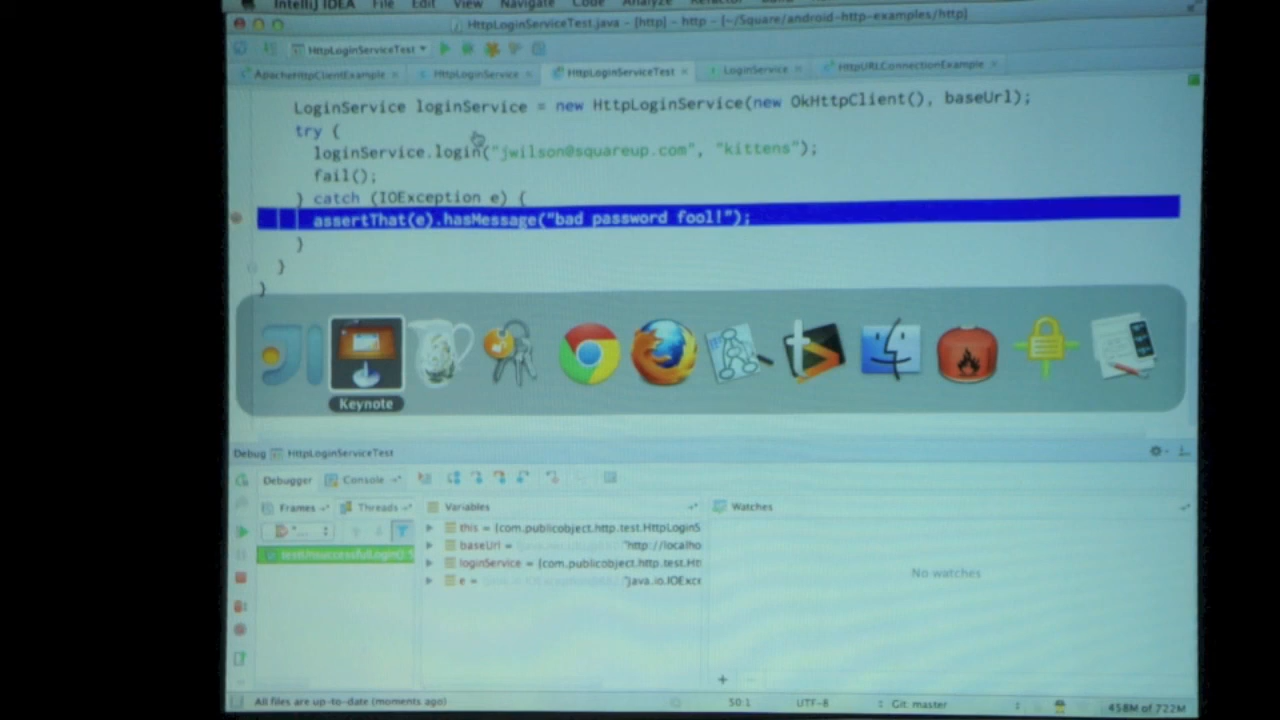 IntelliJ IDEA File Edit View Navigate Code Analyze Refactor
HttpLoginServiceTest.java - [http] - http - [~/Square/android-http-examples/http]
HttpLoginServiceTest
ApacheHttpClientExample HttpLoginService HttpLoginServiceTest LoginService HttpURLConnectionExample
LoginService loginService = new HttpLoginService(new OkHttpClient(), baseUrl);
try {
loginService.login("jwilson@squareup.com", "kittens");
fail();
} catch (IOException e) {
assertThat(e).hasMessage("bad password fool!");
}
}
}
Keynote
Debug HttpLoginServiceTest
Debugger Console
Frames Threads Variables Watches
this = {com.publicobject.http.test.HttpLoginS
baseUrl = "http://localho
testUnsuccessfulLogin()
loginService = {com.publicobject.http.test.Ht
e = "java.io.IOExce
No watches
All files are up-to-date (moments ago) 50:1 UTF-8 Git: master 458M of 722M